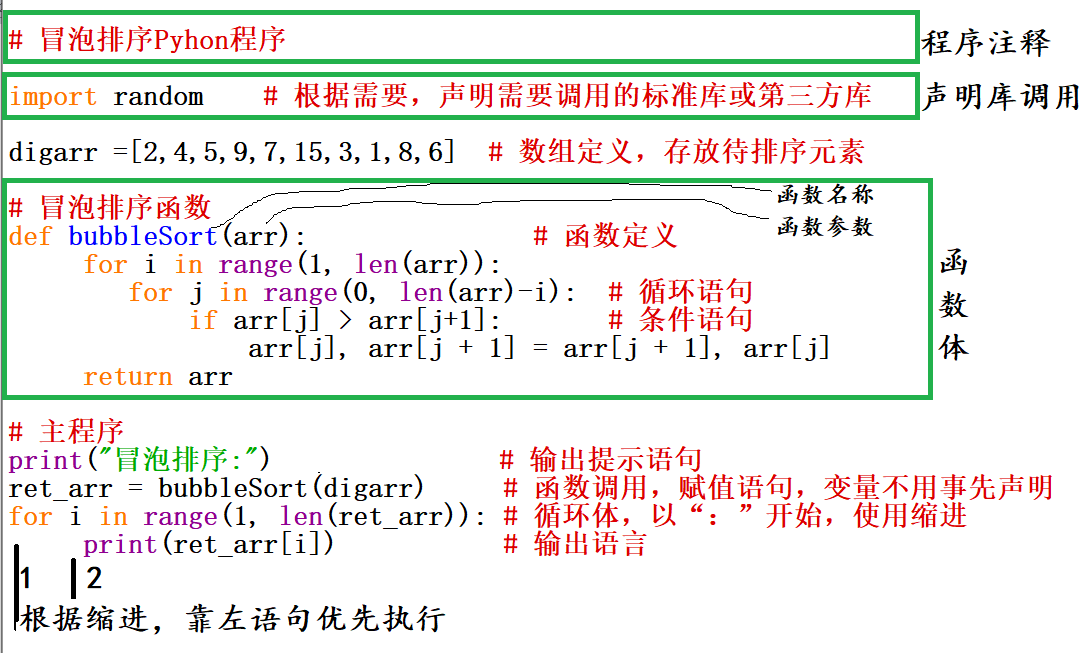 # 冒泡排序Pyhon程序 程序注释
import random # 根据需要，声明需要调用的标准库或第三方库 声明库调用
digarr =[2,4,5,9,7,15,3,1,8,6] # 数组定义，存放待排序元素
函数名称
# 冒泡排序函数
函数参数
def bubbleSort(arr): # 函数定义
for i in range(1, len(arr)):
for j in range(0, len(arr)-i): # 循环语句
if arr[j] > arr[j+1]: # 条件语句
arr[j], arr[j + 1] = arr[j + 1], arr[j]
return arr
函
数
体
# 主程序
print("冒泡排序:") # 输出提示语句
ret_arr = bubbleSort(digarr) # 函数调用，赋值语句，变量不用事先声明
for i in range(1, len(ret_arr)): # 循环体，以“：”开始，使用缩进
print(ret_arr[i]) # 输出语言
1 2
根据缩进，靠左语句优先执行